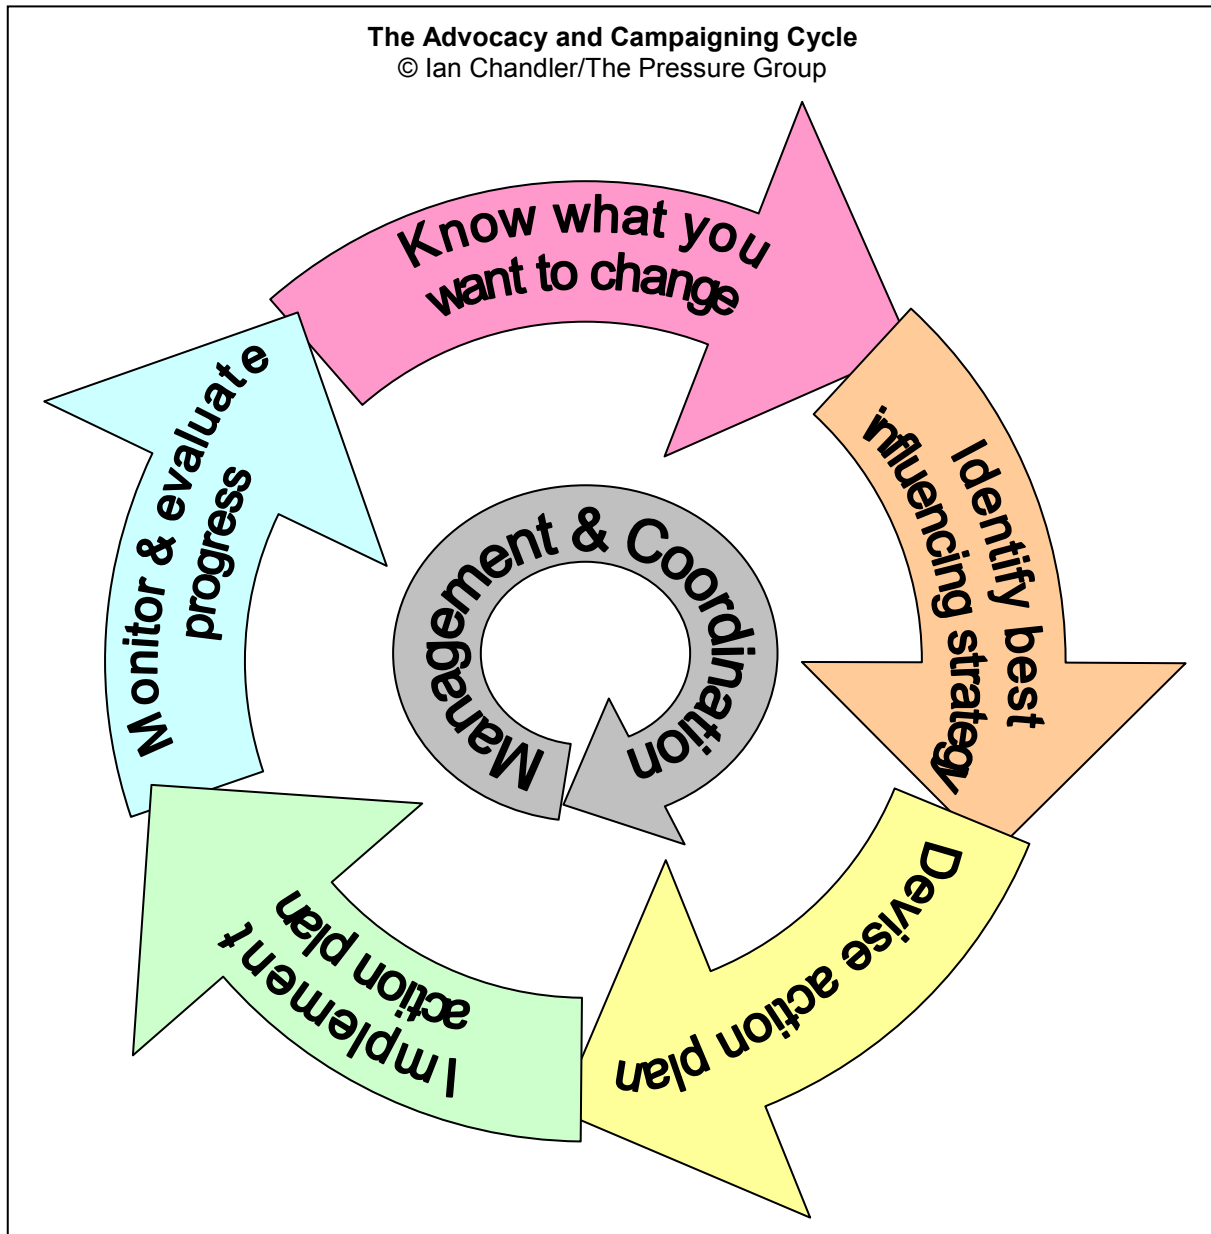 The Advocacy and Campaigning Cycle
© Ian Chandler/The Pressure Group
Know what you
want to change
Identify best
influencing strategy
Devise action plan
Implement
action plan
Monitor & evaluate
progress
Management & Coordination